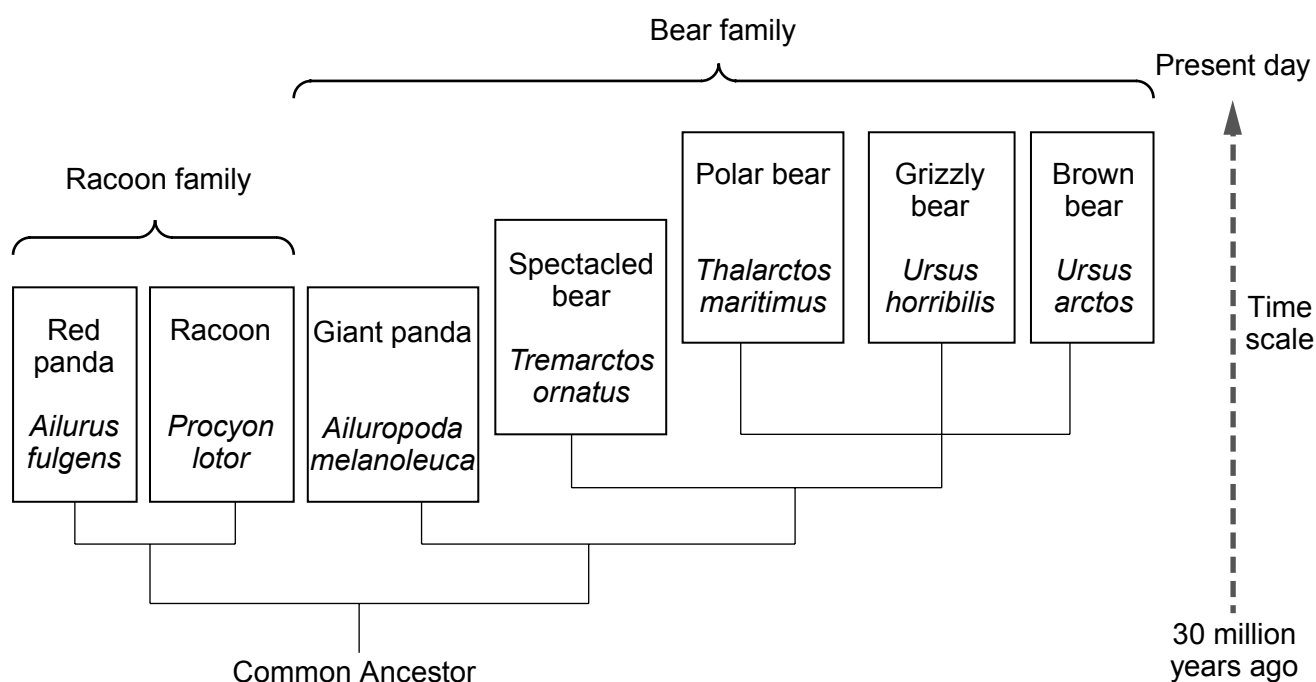 Bear family
Present day
Racoon family
Polar bear
Thalarctos
maritimus
Grizzly
bear
Ursus
horribilis
Brown
bear
Ursus
arctos
Spectacled
bear
Tremarctos
ornatus
Red
panda
Ailurus
fulgens
Racoon
Procyon
lotor
Giant panda
Ailuropoda
melanoleuca
Time
scale
30 million
years ago
Common Ancestor